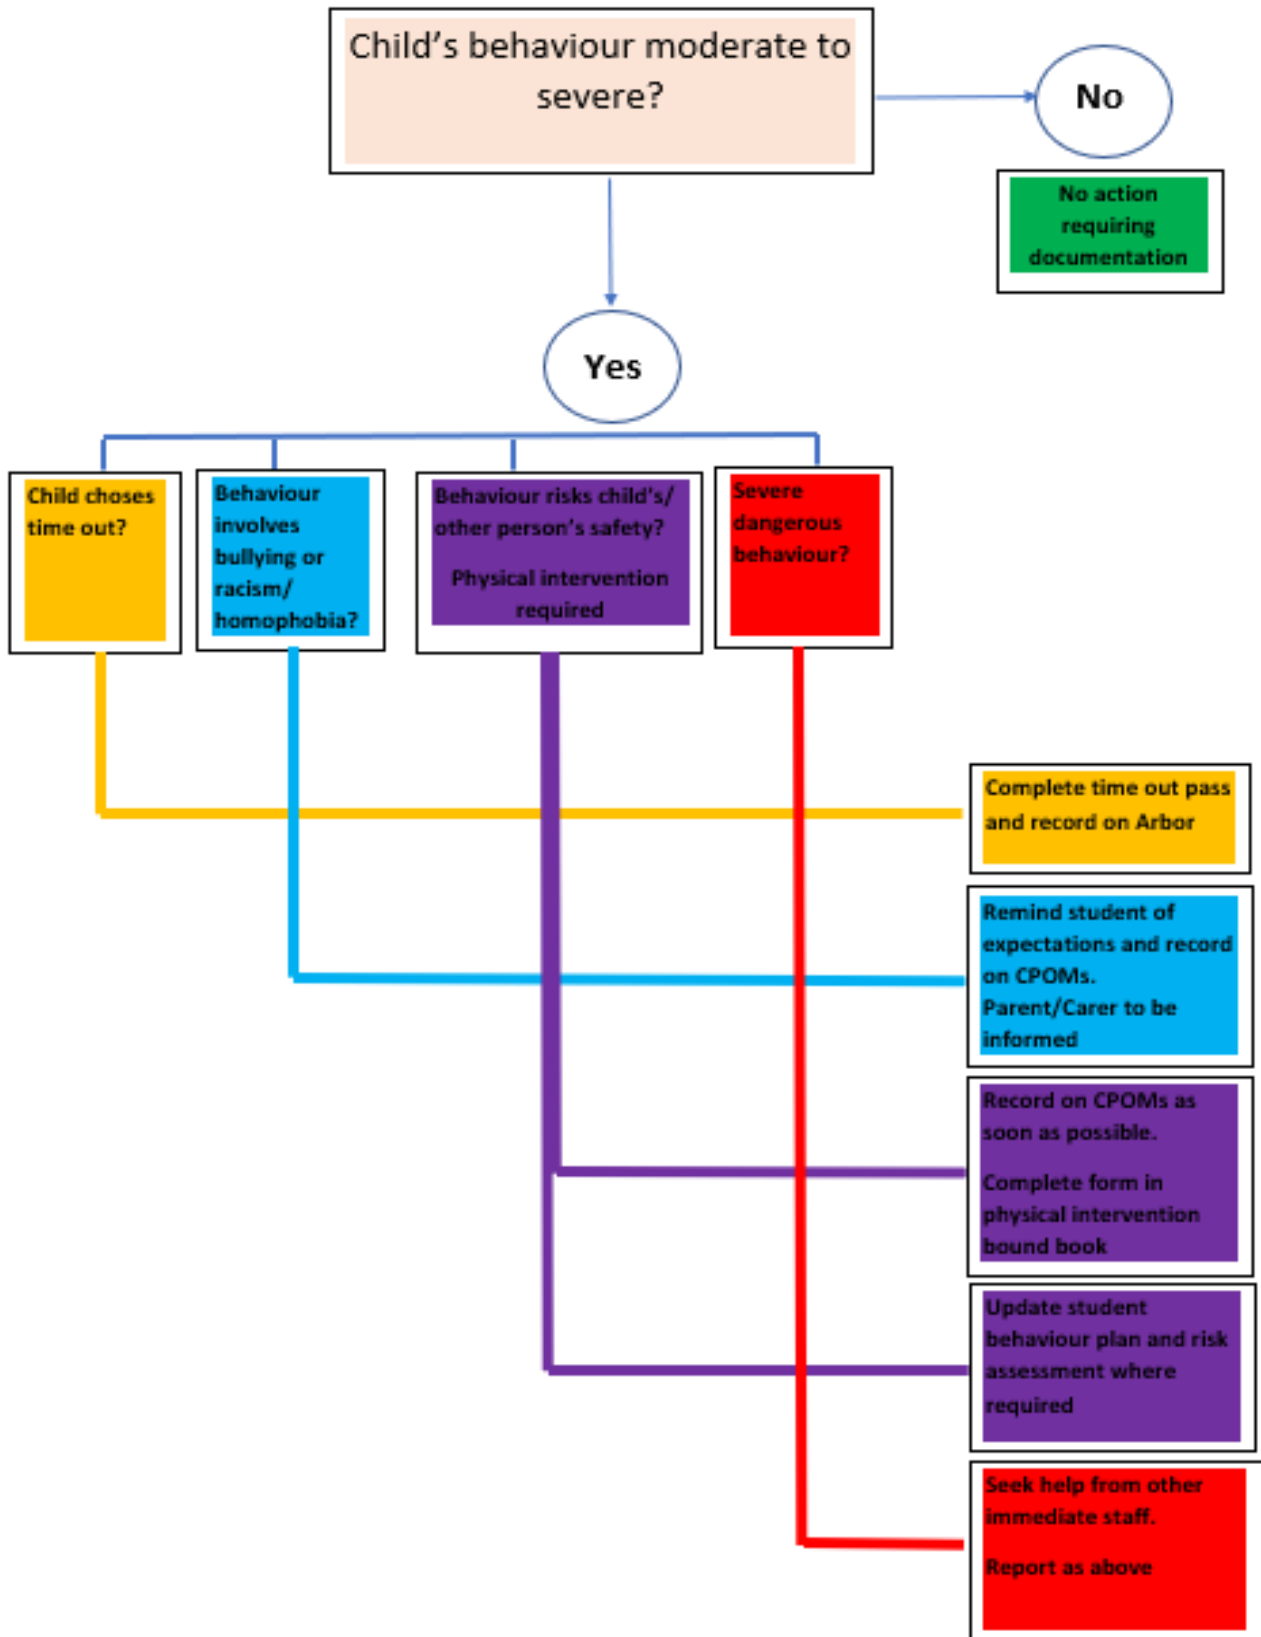 Child's behaviour moderate to
severe?
No
No action
requiring
documentation
Yes
Child choses
time out?
Behaviour
involves
bullying or
racism/
homophobia?
Behaviour risks child's/
other person's safety?
Physical intervention
required
Severe
dangerous
behaviour?
Complete time out pass
and record on Arbor
Remind student of
expectations and record
on CPOMs.
Parent/Carer to be
informed
Record on CPOMs as
soon as possible.
Complete form in
physical intervention
bound book
Update student
behaviour plan and risk
assessment where
required
Seek help from other
immediate staff.
Report as above